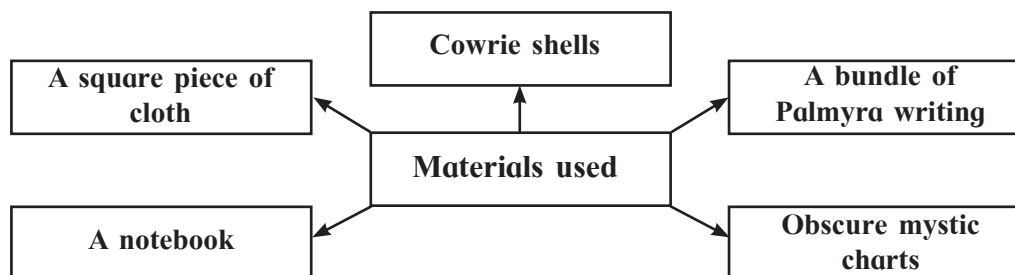 Cowrie shells
A square piece of
cloth
A bundle of
Palmyra writing
Materials used
A notebook
Obscure mystic
charts